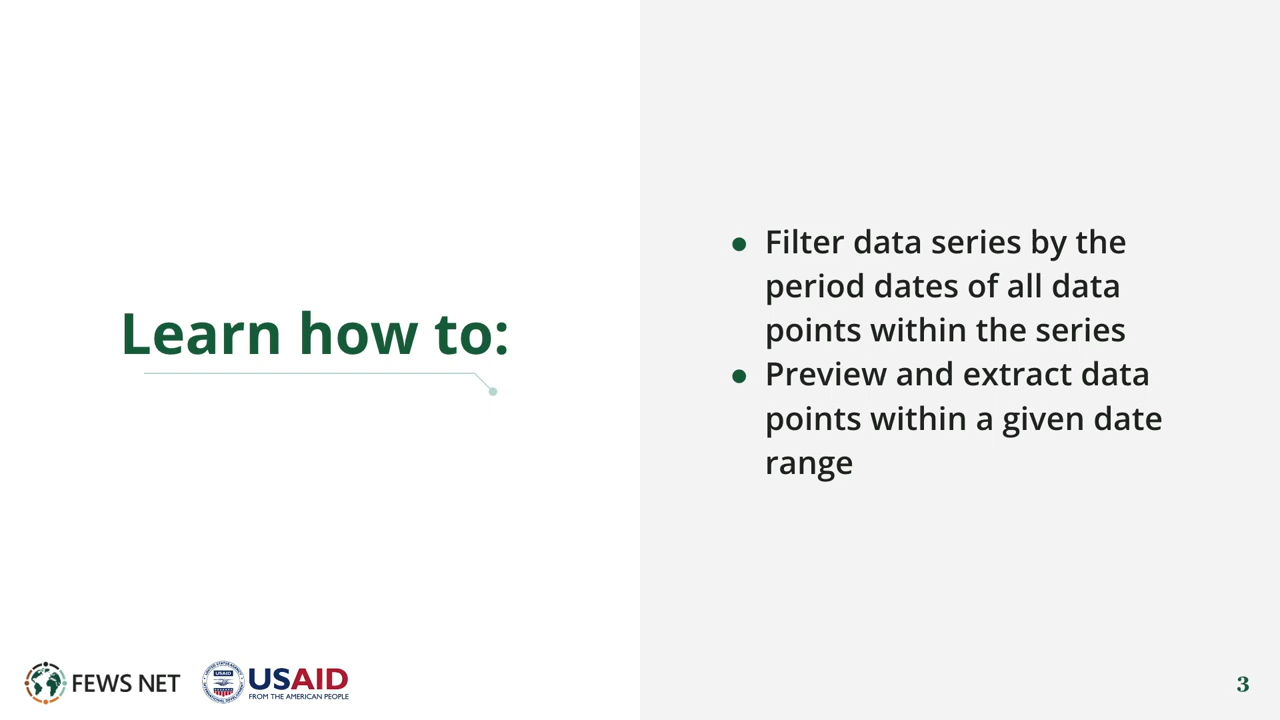 Learn how to:
● Filter data series by the
period dates of all data
points within the series
● Preview and extract data
points within a given date
range
FEWS NET
USAID
FROM THE AMERICAN PEOPLE
3